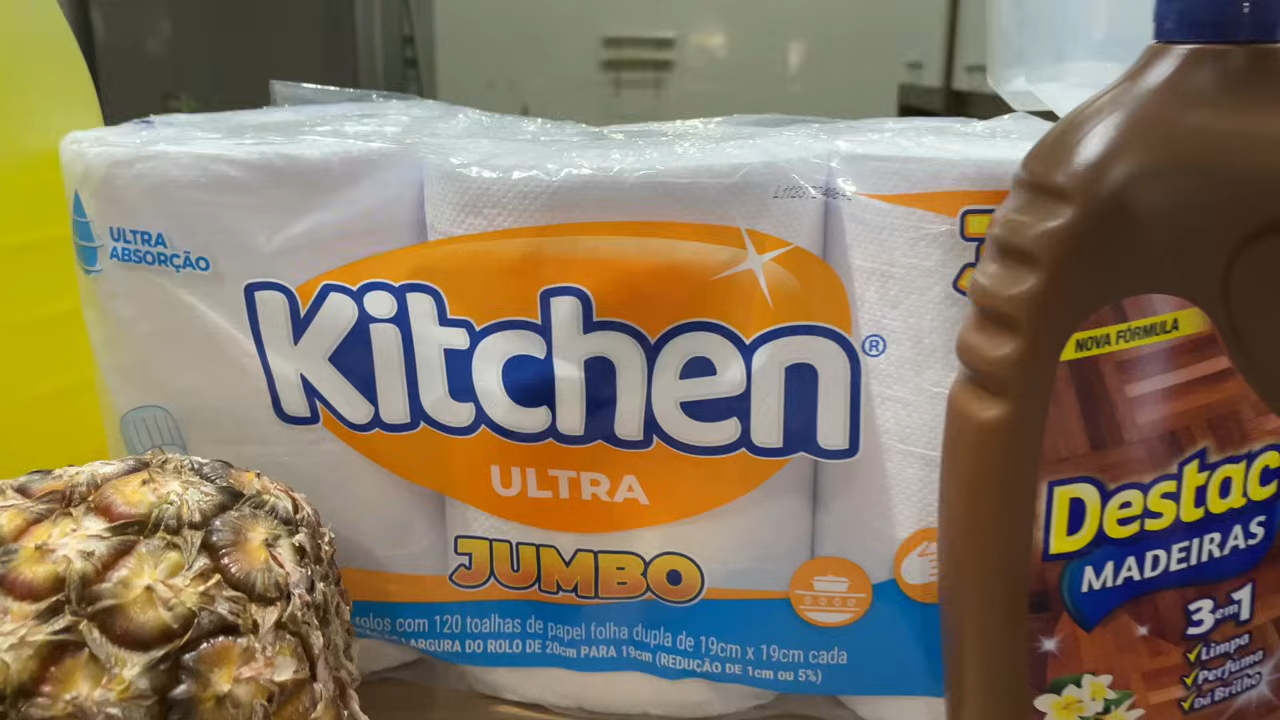 ULTRA
ABSORÇÃO
Kitchen®
ULTRA
JUMBO
rolos com 120 toalhas de papel folha dupla de 19cm x 19cm cada
LARGURA DO ROLO DE 20cm PARA 19cm (REDUÇÃO DE 1cm ou 5%)
NOVA FÓRMULA
Destac
MADEIRAS
3em1
Limpa
Perfuma
Dá Brilho